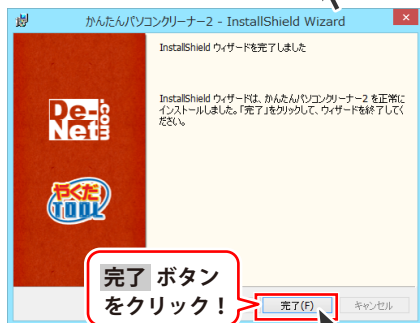 かんたんパソコンクリーナー2 - InstallShield Wizard
InstallShield ウィザードを完了しました
InstallShield ウィザードは、かんたんパソコンクリーナー2 を正常に
インストールしました。「完了」をクリックして、ウィザードを終了してく
ださい。
De-
Net
.com
やくだつ
TOOL
完了 ボタン
をクリック！
完了(F)
キャンセル